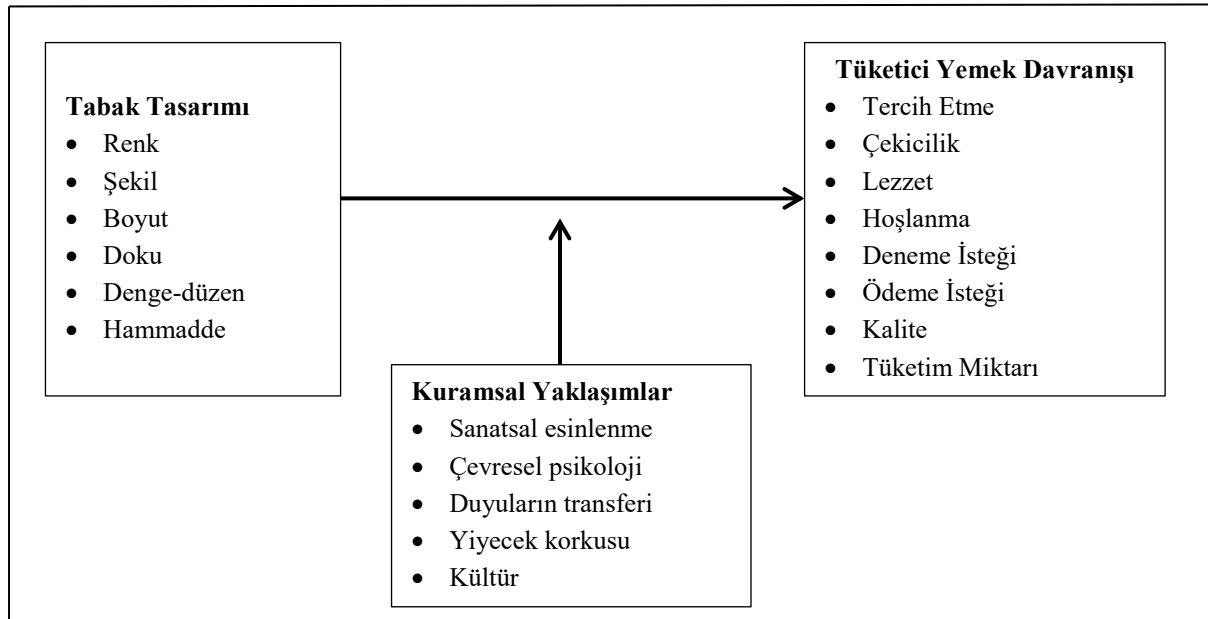 Tabak Tasarımı
• Renk
• Şekil
• Boyut
• Doku
• Denge-düzen
• Hammadde
Tüketici Yemek Davranışı
• Tercih Etme
• Çekicilik
• Lezzet
• Hoşlanma
• Deneme İsteği
• Ödeme İsteği
• Kalite
• Tüketim Miktarı
Kuramsal Yaklaşımlar
• Sanatsal esinlenme
• Çevresel psikoloji
• Duyuların transferi
• Yiyecek korkusu
• Kültür